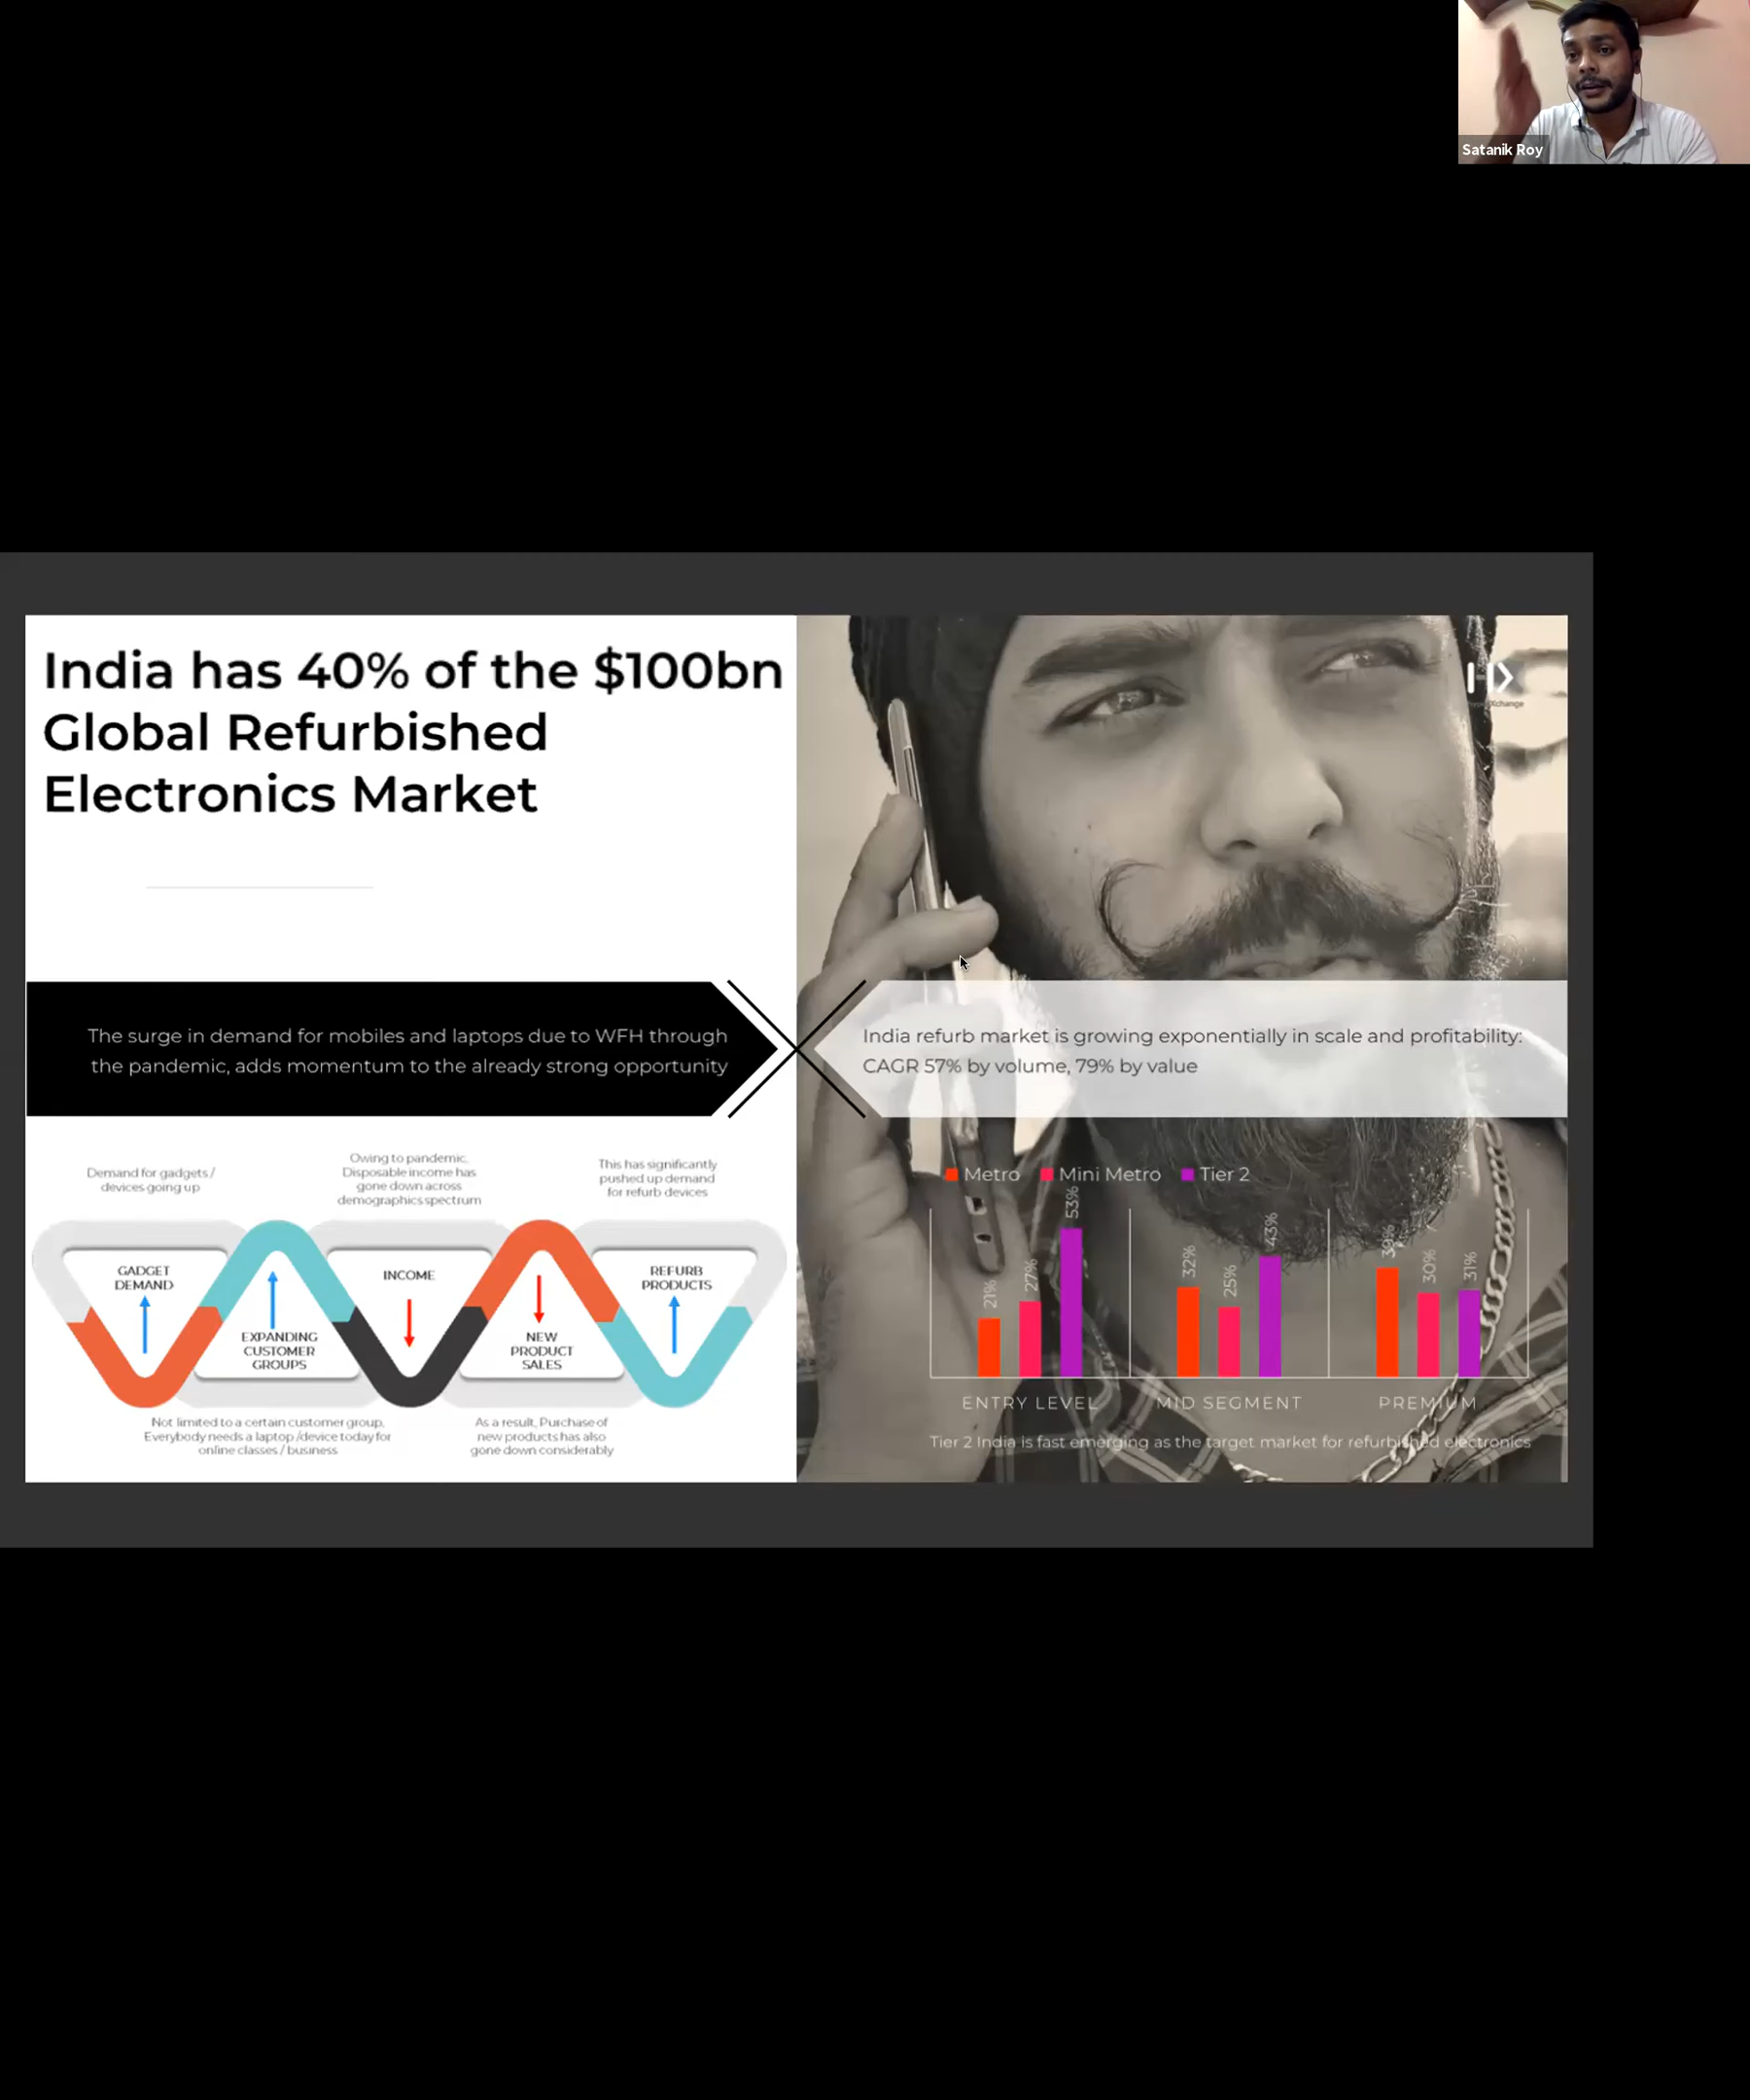 Satanik Roy
India has 40% of the $100bn
Global Refurbished
Electronics Market
The surge in demand for mobiles and laptops due to WFH through
the pandemic, adds momentum to the already strong opportunity
India refurb market is growing exponentially in scale and profitability:
CAGR 57% by volume, 79% by value
Demand for gadgets /
devices going up
Owing to pandemic,
Disposable income has
gone down across
demographics spectrum
This has significantly
pushed up demand
for refurb devices
GADGET
DEMAND
EXPANDING
CUSTOMER
GROUPS
INCOME
NEW
PRODUCT
SALES
REFURB
PRODUCTS
Not limited to a certain customer group,
Everybody needs a laptop /device today for
online classes / business
As a result, Purchase of
new products has also
gone down considerably
Metro Mini Metro Tier 2
21% 27% 53%
32% 25% 43%
39% 30% 31%
ENTRY LEVEL MID SEGMENT PREMIUM
Tier 2 India is fast emerging as the target market for refurbished electronics